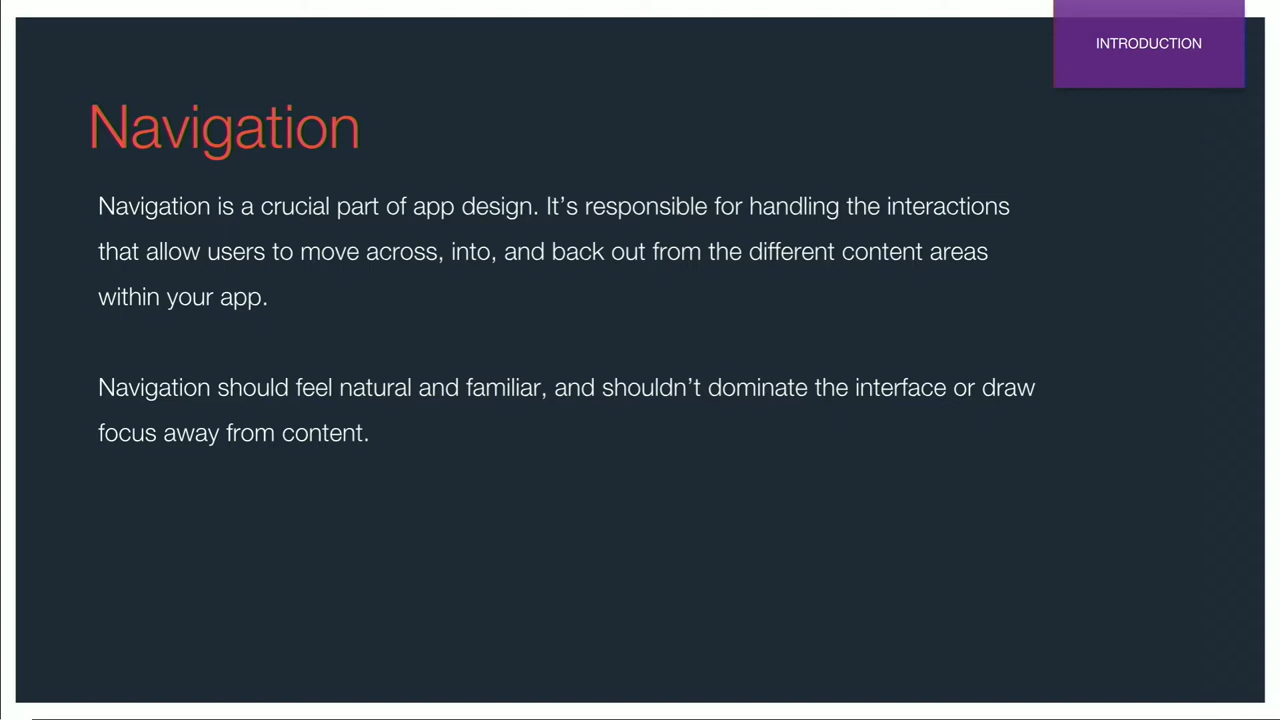 INTRODUCTION
Navigation
Navigation is a crucial part of app design. It’s responsible for handling the interactions
that allow users to move across, into, and back out from the different content areas
within your app.
Navigation should feel natural and familiar, and shouldn’t dominate the interface or draw
focus away from content.